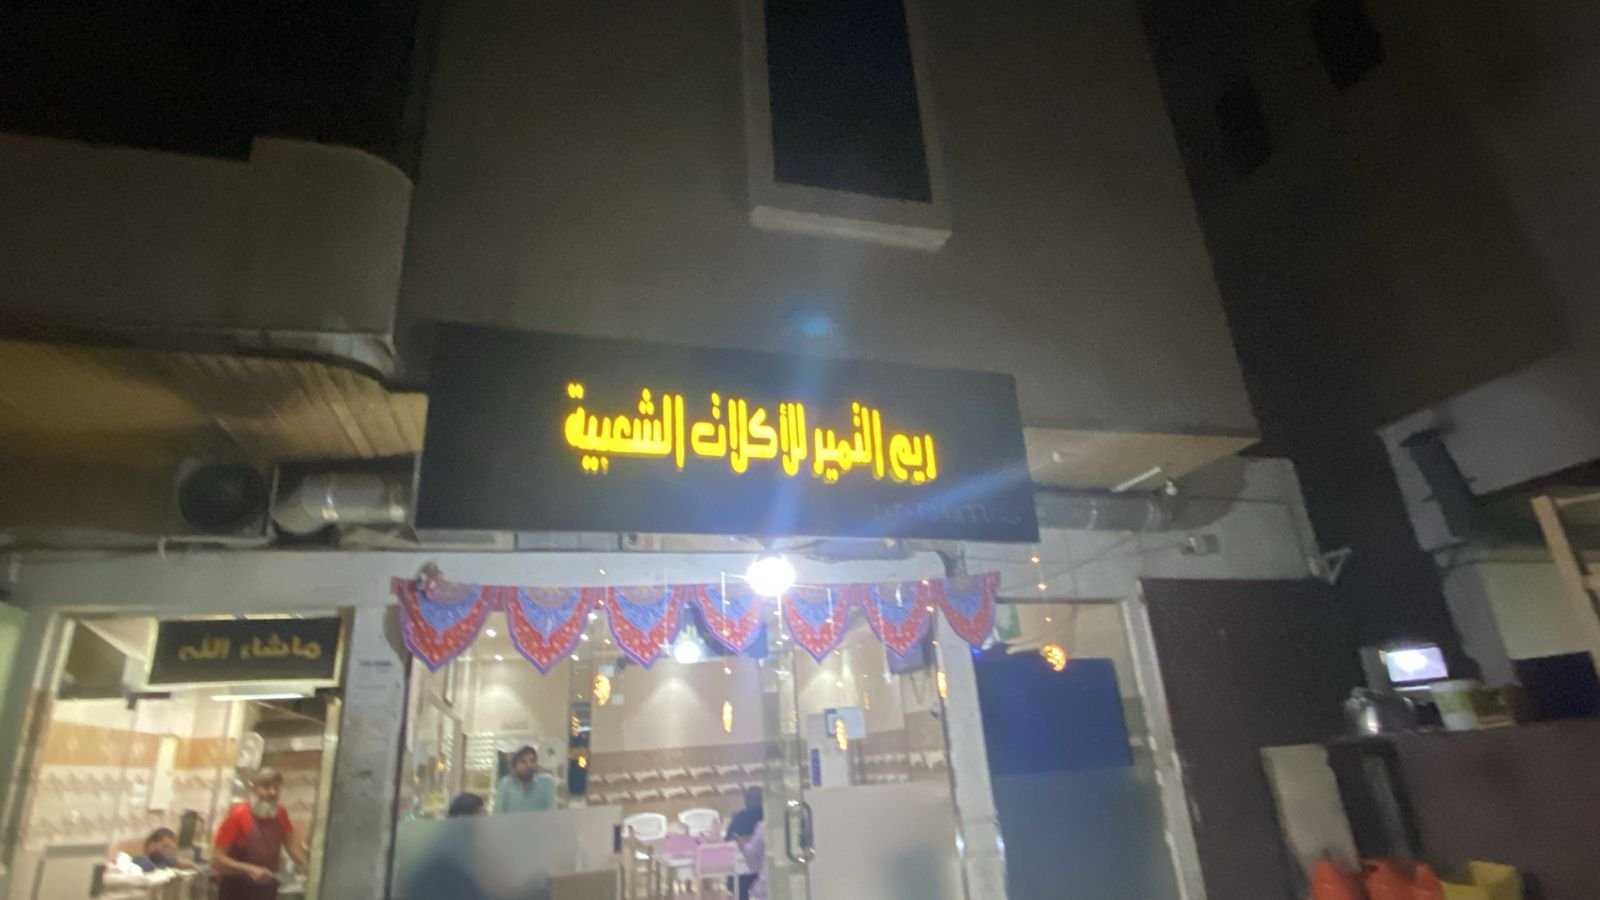 ريم التمير للأكلات الشعبية
ماشاء الله